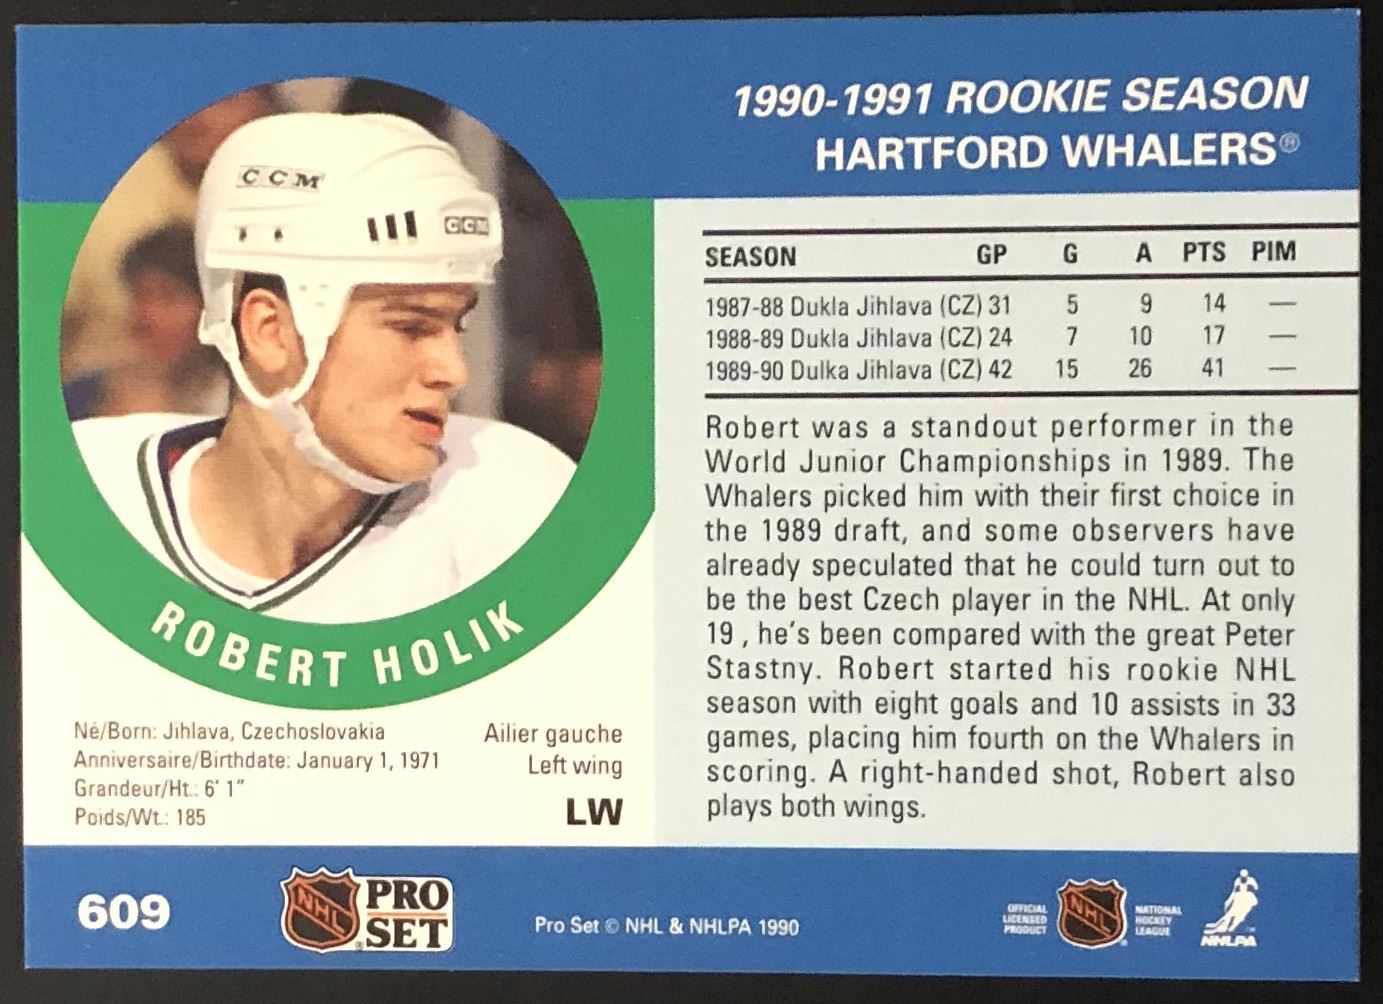 1990-1991 ROOKIE SEASON
HARTFORD WHALERS®
CCM
CCM
ROBERT HOLIK
Né/Born: Jihlava, Czechoslovakia
Anniversaire/Birthdate: January 1, 1971
Grandeur/Ht.: 6' 1"
Poids/Wt.: 185
Ailier gauche
Left wing
LW
SEASON GP G A PTS PIM
1987-88 Dukla Jihlava (CZ) 31 5 9 14 —
1988-89 Dukla Jihlava (CZ) 24 7 10 17 —
1989-90 Dulka Jihlava (CZ) 42 15 26 41 —
Robert was a standout performer in the
World Junior Championships in 1989. The
Whalers picked him with their first choice in
the 1989 draft, and some observers have
already speculated that he could turn out to
be the best Czech player in the NHL. At only
19 , he's been compared with the great Peter
Stastny. Robert started his rookie NHL
season with eight goals and 10 assists in 33
games, placing him fourth on the Whalers in
scoring. A right-handed shot, Robert also
plays both wings.
609
NHL
PRO
SET
Pro Set © NHL & NHLPA 1990
OFFICIAL
LICENSED
PRODUCT
NHL
NATIONAL
HOCKEY
LEAGUE
NHLPA